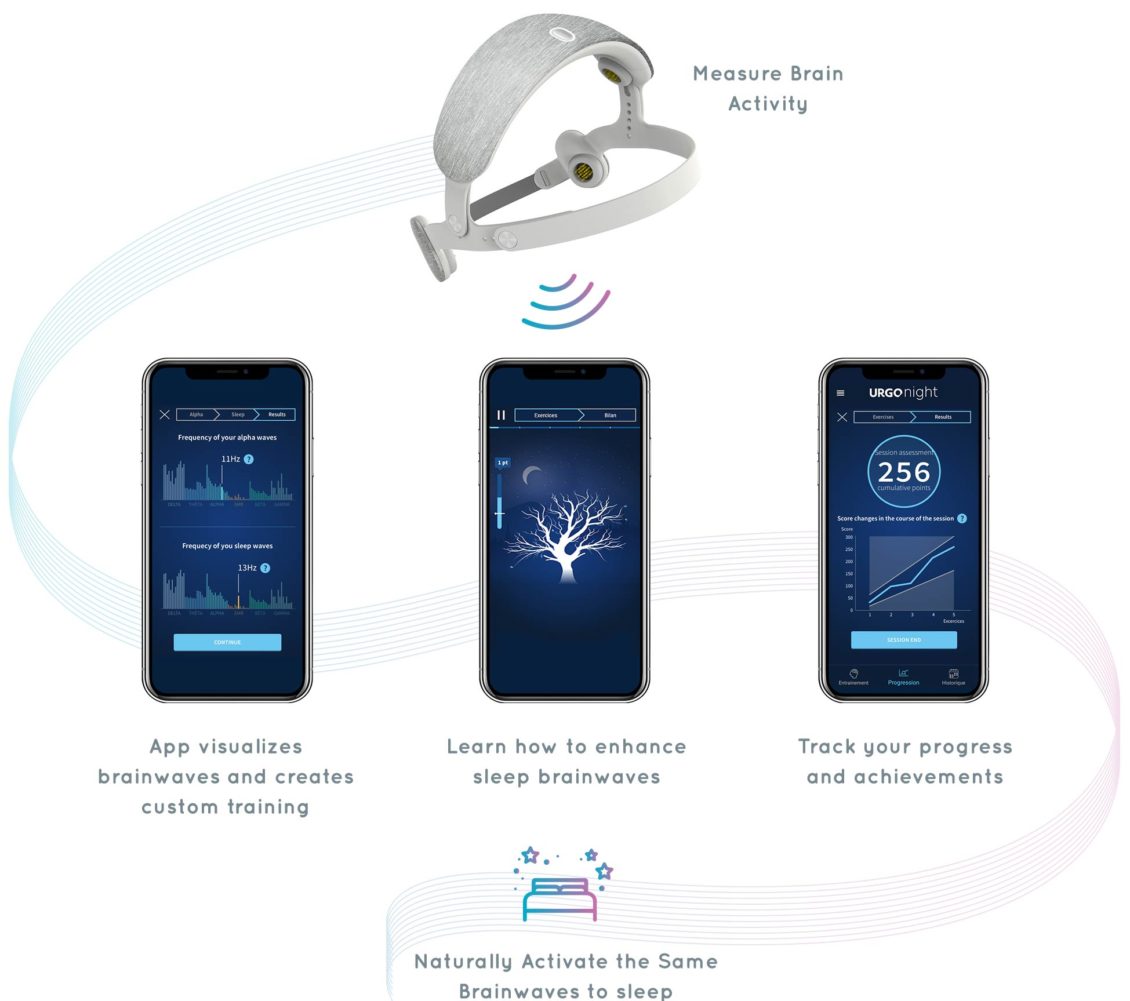 Measure Brain
Activity
Alpha
Sleep
Results
Frequency of your alpha waves
11Hz ?
DELTA THÊTA ALPHA SMR BETA GAMMA
Frequecy of you sleep waves
13Hz ?
DELTA THÊTA ALPHA SMR BETA GAMMA
CONTINUE
App visualizes
brainwaves and creates
custom training
Exercices
Bilan
1 pt
Learn how to enhance
sleep brainwaves
URGOnight
Exercises
Results
Session assessment
256
cumulative points
Score changes in the course of the session ?
Score
300
250
200
150
100
50
0
1 2 3 4 5
Excercices
SESSION END
Entrainement Progression Historique
Track your progress
and achievements
Naturally Activate the Same
Brainwaves to sleep